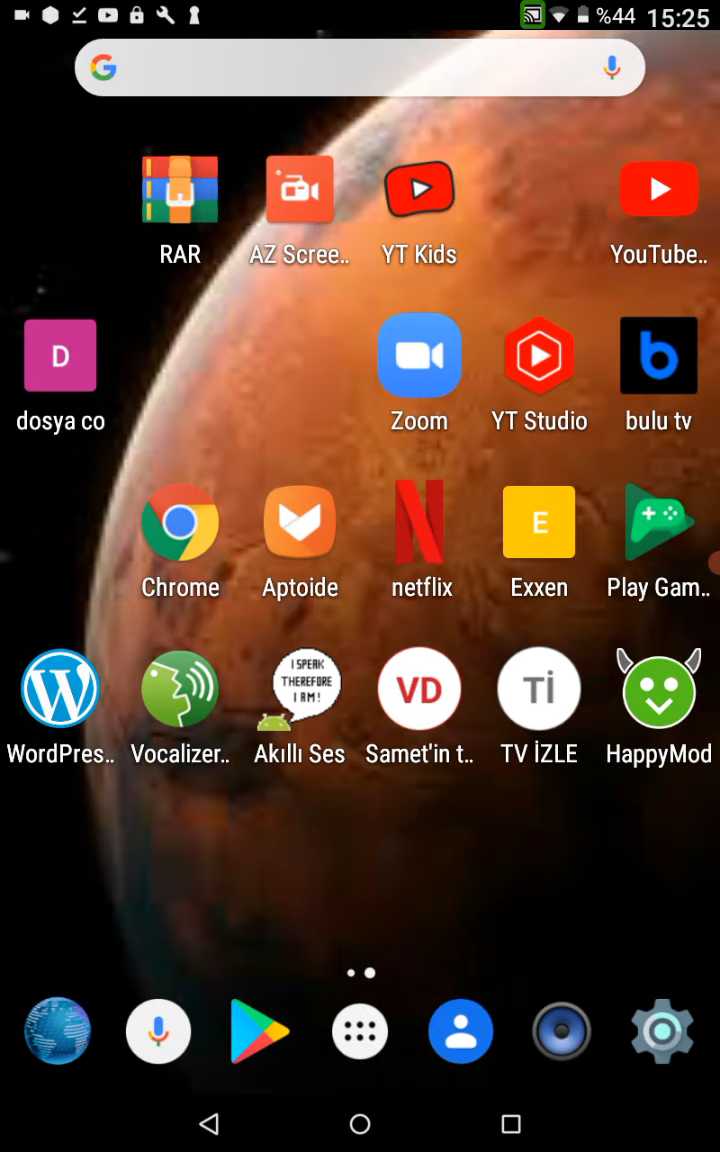 %44 15:25
RAR
AZ Scree..
YT Kids
YouTube..
D
dosya co
Zoom
YT Studio
b
bulu tv
Chrome
Aptoide
N
netflix
E
Exxen
Play Gam..
W
WordPres..
Vocalizer..
I SPEAK
THEREFORE
I AM!
Akıllı Ses
VD
Samet'in t..
Tİ
TV İZLE
HappyMod